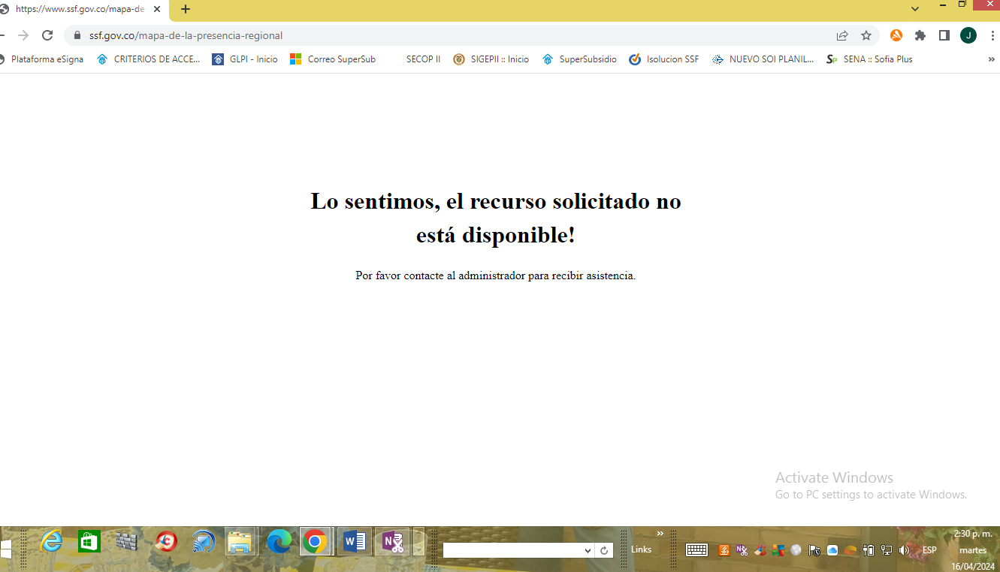 https://www.ssf.gov.co/mapa-de
ssf.gov.co/mapa-de-la-presencia-regional
J
Plataforma eSigna
CRITERIOS DE ACCE...
GLPI - Inicio
Correo SuperSub
SECOP II
SIGEPII :: Inicio
SuperSubsidio
Isolucion SSF
NUEVO SOI PLANIL...
SENA :: Sofia Plus
Lo sentimos, el recurso solicitado no
está disponible!
Por favor contacte al administrador para recibir asistencia.
Activate Windows
Go to PC settings to activate Windows.
Links
ESP
2:30 p. m.
martes
16/04/2024